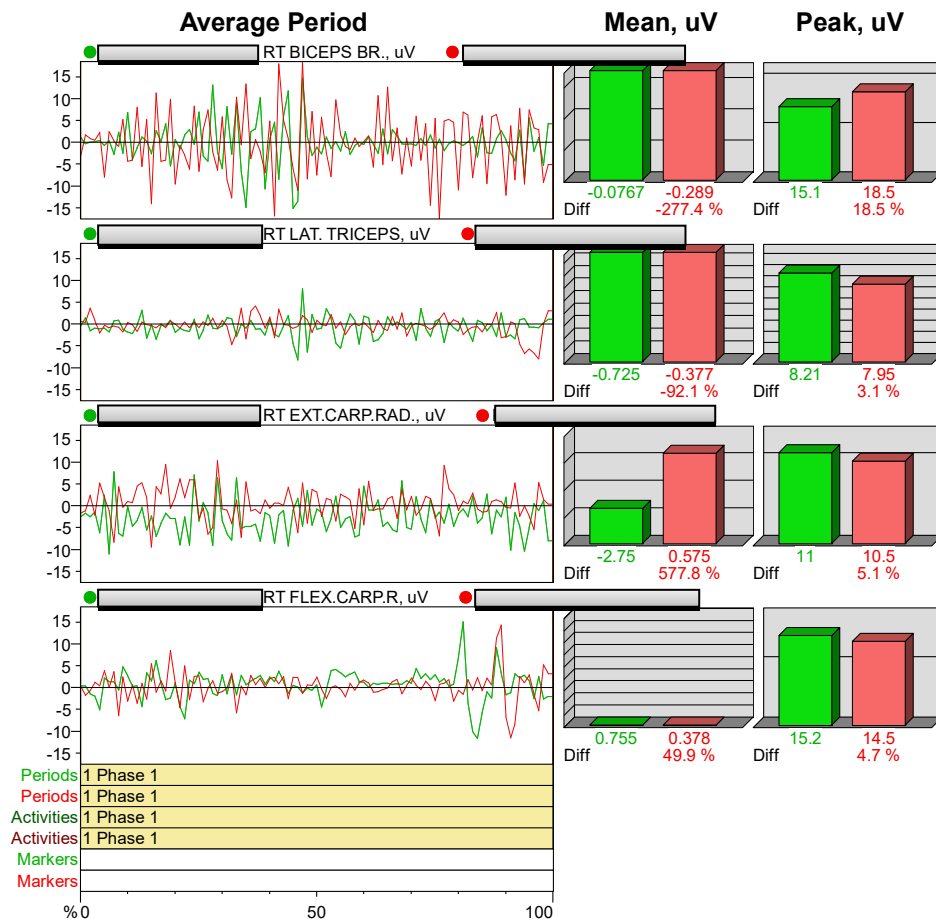 Average Period Mean, uV Peak, uV
RT BICEPS BR., uV
15
10
5
0
-5
-10
-15
-0.0767 -0.289
Diff -277.4 %
15.1 18.5
Diff 18.5 %
RT LAT. TRICEPS, uV
15
10
5
0
-5
-10
-15
-0.725 -0.377
Diff -92.1 %
8.21 7.95
Diff 3.1 %
RT EXT.CARP.RAD., uV
15
10
5
0
-5
-10
-15
-2.75 0.575
Diff 577.8 %
11 10.5
Diff 5.1 %
RT FLEX.CARP.R, uV
15
10
5
0
-5
-10
-15
0.755 0.378
Diff 49.9 %
15.2 14.5
Diff 4.7 %
Periods 1 Phase 1
Periods 1 Phase 1
Activities 1 Phase 1
Activities 1 Phase 1
Markers
Markers
% 0 50 100